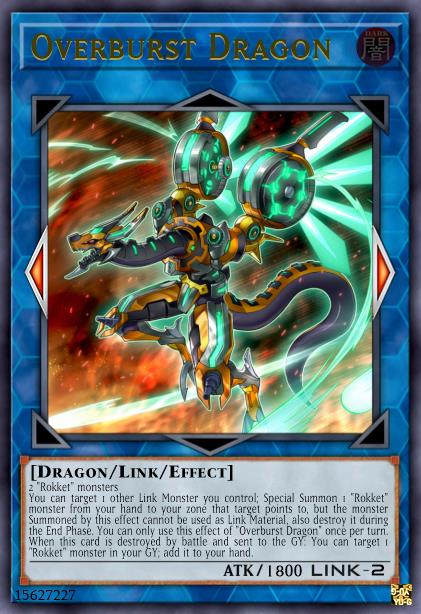 OVERBURST DRAGON
DARK
闇
[DRAGON/LINK/EFFECT]
2 "Rokket" monsters
You can target 1 other Link Monster you control; Special Summon 1 "Rokket"
monster from your hand to your zone that target points to, but the monster
Summoned by this effect cannot be used as Link Material, also destroy it during
the End Phase. You can only use this effect of "Overburst Dragon" once per turn.
When this card is destroyed by battle and sent to the GY: You can target 1
"Rokket" monster in your GY; add it to your hand.
ATK/1800 LINK-2
15627227